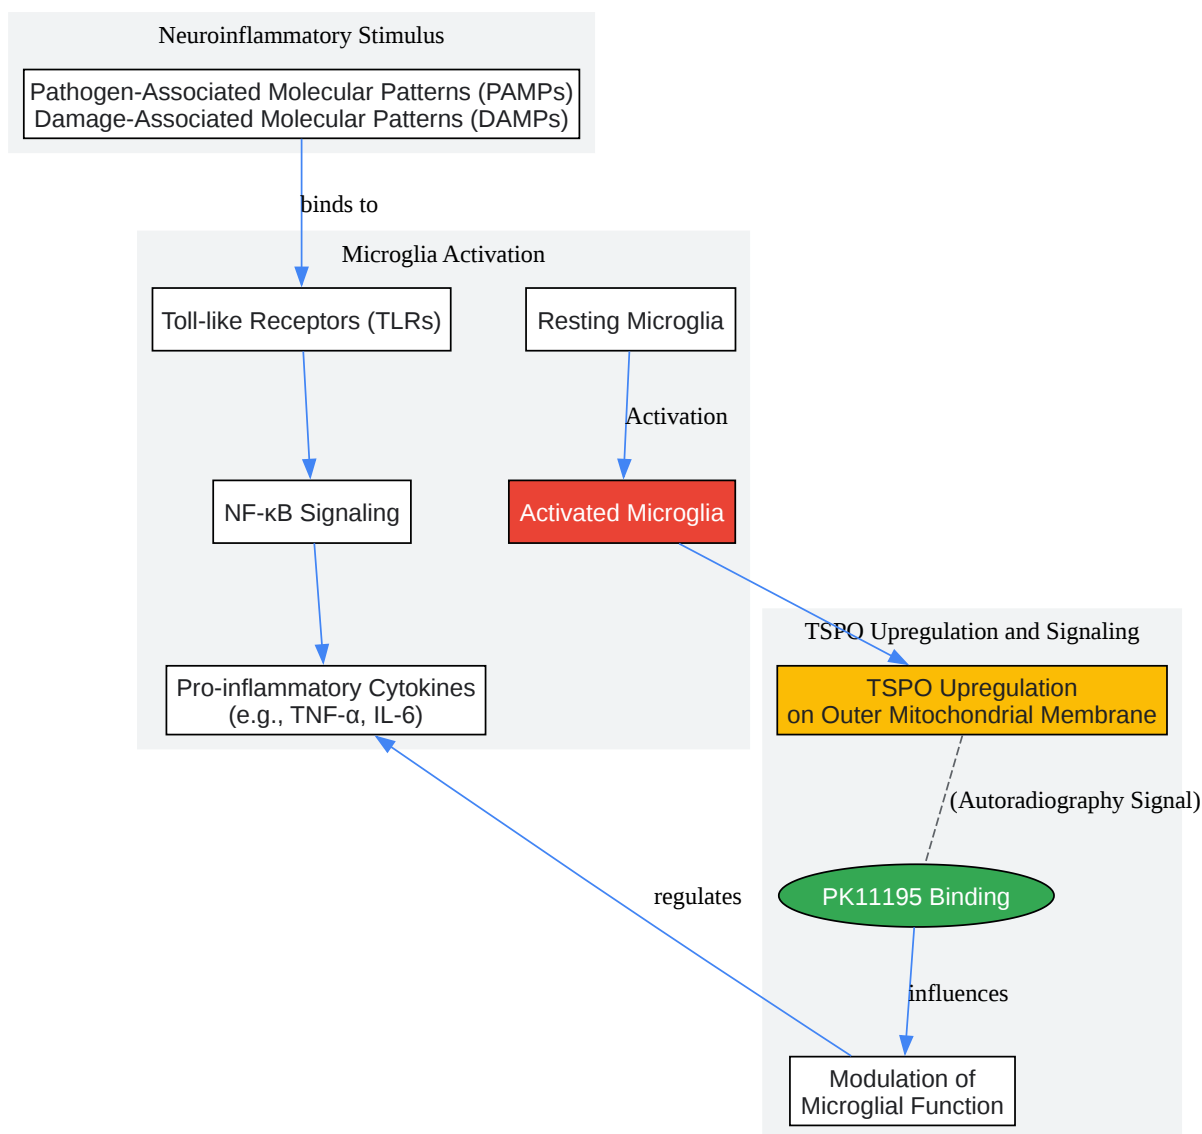 Neuroinflammatory Stimulus
Pathogen-Associated Molecular Patterns (PAMPs)
Damage-Associated Molecular Patterns (DAMPs)
binds to
Microglia Activation
Toll-like Receptors (TLRs)
Resting Microglia
Activation
NF-κB Signaling
Activated Microglia
TSPO Upregulation and Signaling
Pro-inflammatory Cytokines
(e.g., TNF-α, IL-6)
TSPO Upregulation
on Outer Mitochondrial Membrane
(Autoradiography Signal)
regulates
PK11195 Binding
influences
Modulation of
Microglial Function